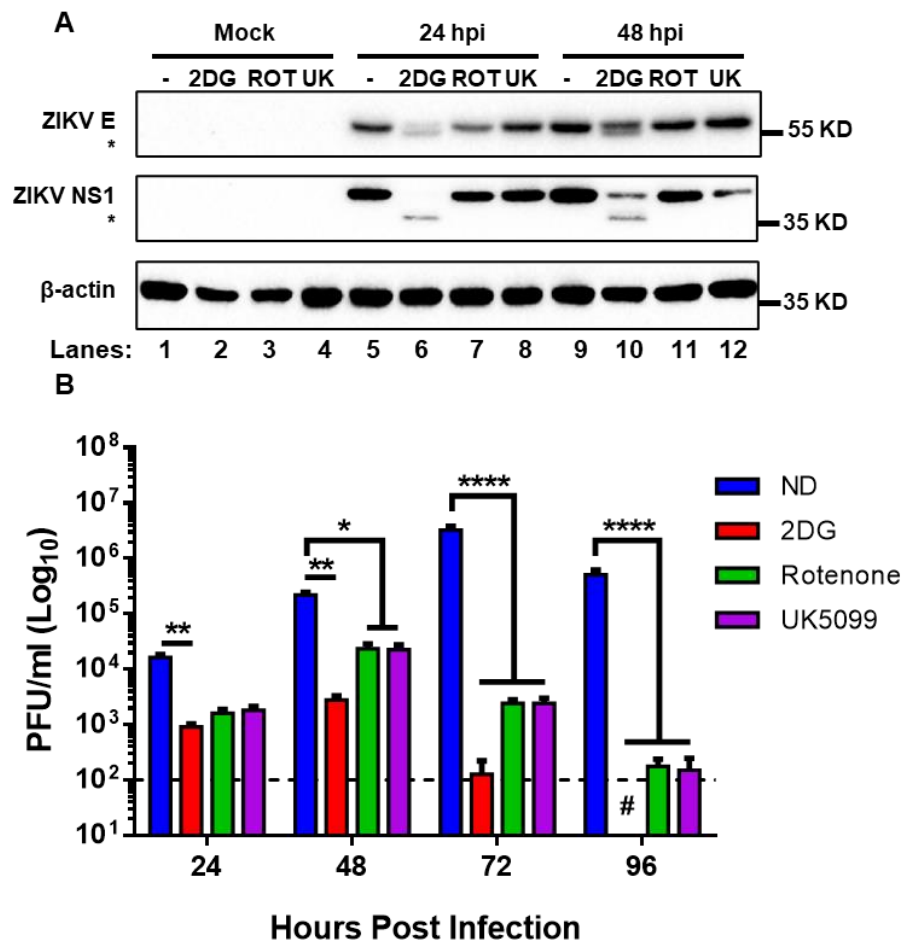 A
Mock 24 hpi 48 hpi
- 2DG ROT UK - 2DG ROT UK - 2DG ROT UK
ZIKV E
*
55 KD
ZIKV NS1
*
35 KD
β-actin
35 KD
Lanes: 1 2 3 4 5 6 7 8 9 10 11 12
B
PFU/ml (Log10)
10^8
10^7
10^6
10^5
10^4
10^3
10^2
10^1
**
**
*
****
****
#
24 48 72 96
Hours Post Infection
ND
2DG
Rotenone
UK5099